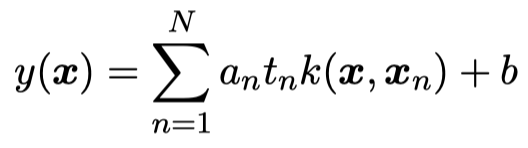 y(x) = \sum_{n=1}^{N} a_n t_n k(x, x_n) + b